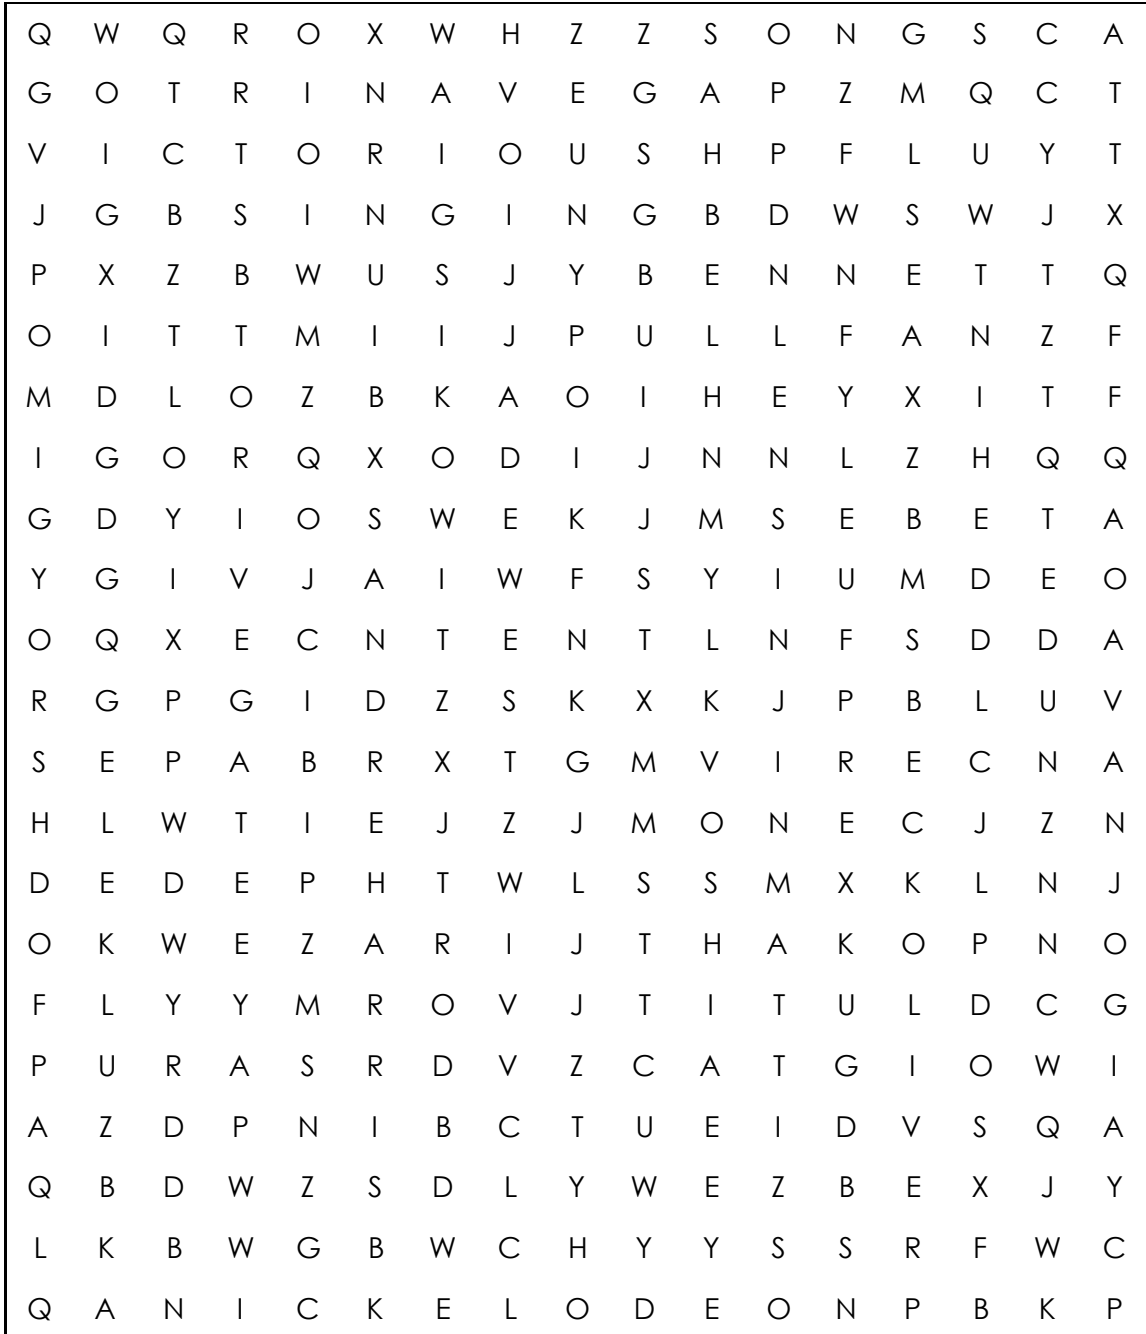 Q W Q R O X W H Z Z S O N G S C A
G O T R I N A V E G A P Z M Q C T
V I C T O R I O U S H P F L U Y T
J G B S I N G I N G B D W S W J X
P X Z B W U S J Y B E N N E T T Q
O I T T M I I J P U L L F A N Z F
M D L O Z B K A O I H E Y X I T F
I G O R Q X O D I J N N L Z H Q Q
G D Y I O S W E K J M S E B E T A
Y G I V J A I W F S Y I U M D E O
O Q X E C N T E N T L N F S D D A
R G P G I D Z S K X K J P B L U V
S E P A B R X T G M V I R E C N A
H L W T I E J Z J M O N E C J Z N
D E D E P H T W L S S M X K L N J
O K W E Z A R I J T H A K O P N O
F L Y Y M R O V J T I T U L D C G
P U R A S R D V Z C A T G I O W I
A Z D P N I B C T U E I D V S Q A
Q B D W Z S D L Y W E Z B E X J Y
L K B W G B W C H Y Y S S R F W C
Q A N I C K E L O D E O N P B K P